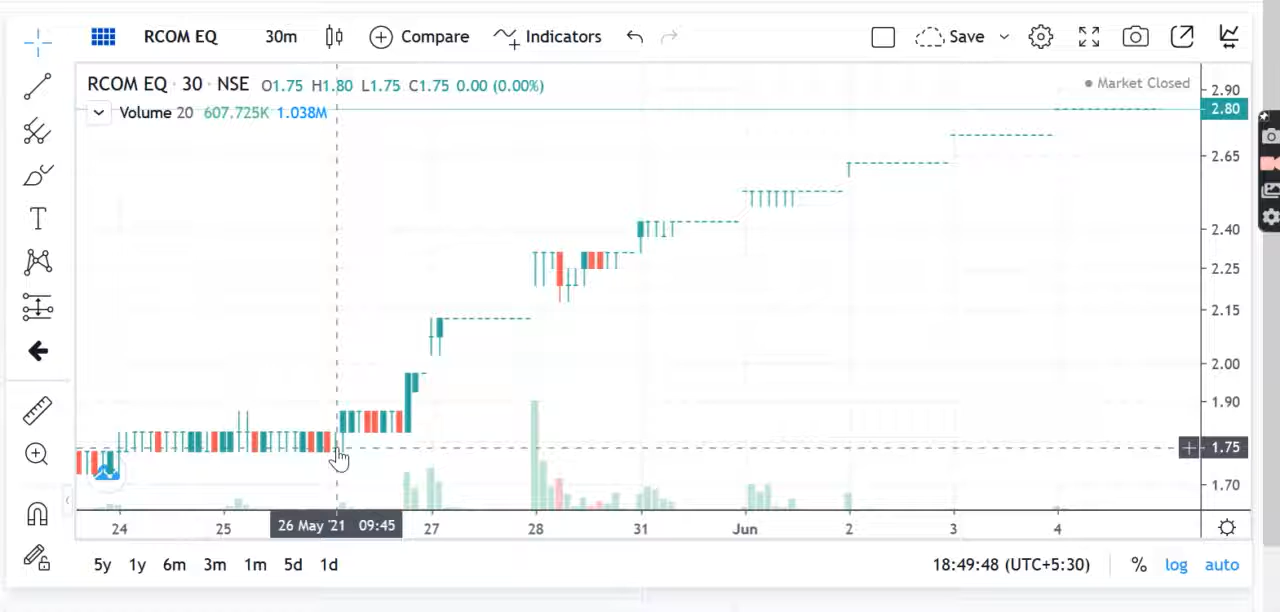 RCOM EQ 30m Compare Indicators Save
RCOM EQ · 30 · NSE O1.75 H1.80 L1.75 C1.75 0.00 (0.00%)
Market Closed
Volume 20 607.725K 1.038M
2.90
2.80
2.65
2.40
2.25
2.15
2.00
1.90
1.75
1.70
24 25 26 May '21 09:45 27 28 31 Jun 2 3 4
5y 1y 6m 3m 1m 5d 1d 18:49:48 (UTC+5:30) % log auto